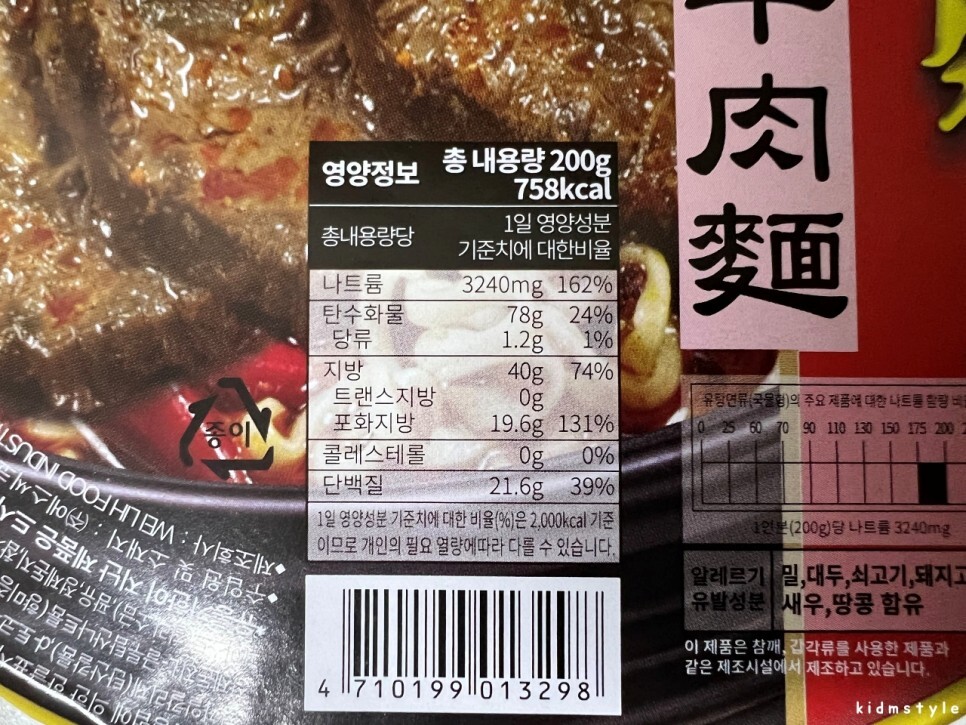 肉
麵
영양정보 총 내용량 200g
758kcal
총내용량당 1일 영양성분
기준치에 대한비율
나트륨 3240mg 162%
탄수화물 78g 24%
당류 1.2g 1%
지방 40g 74%
트랜스지방 0g
포화지방 19.6g 131%
콜레스테롤 0g 0%
단백질 21.6g 39%
1일 영양성분 기준치에 대한 비율(%)은 2,000kcal 기준
이므로 개인의 필요 열량에따라 다를 수 있습니다.
4 710199 013298
종이
유탕면류(국물형)의 주요 제품에 대한 나트륨 함량
0 25 50 70 90 110 130 150 175 200
1인분(200g)당 나트륨 3240mg
알레르기
유발성분
밀,대두,쇠고기,돼지고
새우,땅콩 함유
이 제품은 참깨, 갑각류를 사용한 제품과
같은 제조시설에서 제조하고 있습니다.
WEI LIH FOOD INDUST
제조회사 :
kidmstyle